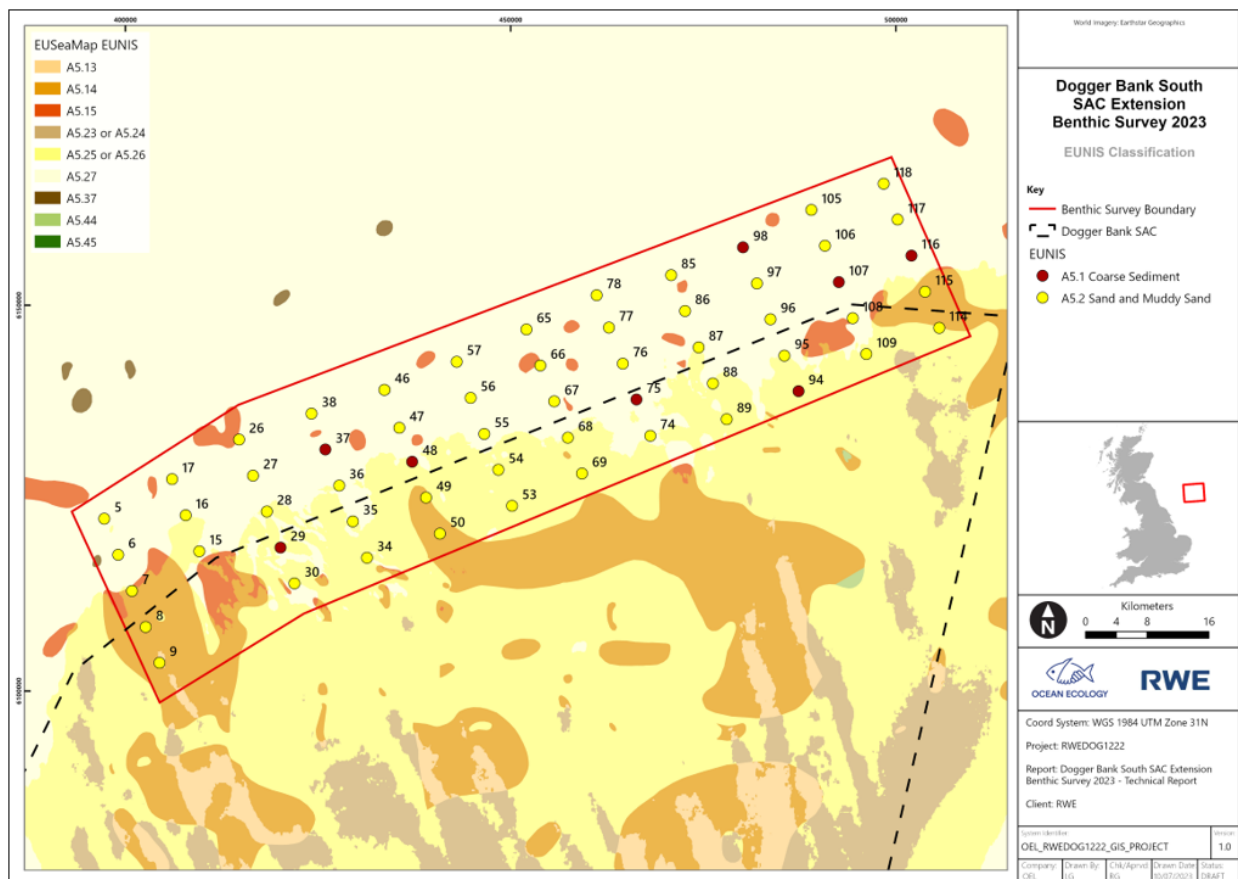 400000
450000
500000
6150000
6100000
EUSeaMap EUNIS
A5.13
A5.14
A5.15
A5.23 or A5.24
A5.25 or A5.26
A5.27
A5.37
A5.44
A5.45
118
105
117
98
106
116
85
97
107
115
78
86
96
108
114
65
77
87
95
109
57
66
76
88
94
46
56
67
75
89
38
47
55
68
74
26
37
48
54
69
17
27
36
49
53
5
16
28
35
50
6
15
29
34
7
30
8
9
World Imagery: Earthstar Geographics
Dogger Bank South
SAC Extension
Benthic Survey 2023
EUNIS Classification
Key
Benthic Survey Boundary
Dogger Bank SAC
EUNIS
A5.1 Coarse Sediment
A5.2 Sand and Muddy Sand
N
Kilometers
0 4 8 16
OCEAN ECOLOGY
RWE
Coord System: WGS 1984 UTM Zone 31N
Project: RWEDOG1222
Report: Dogger Bank South SAC Extension
Benthic Survey 2023 - Technical Report
Client: RWE
System Identifier:
Version:
OEL_RWEDOG1222_GIS_PROJECT
1.0
Company: Drawn By: Chk/Aprvd: Drawn Date: Status:
OEL LG BG 10/07/2023 DRAFT